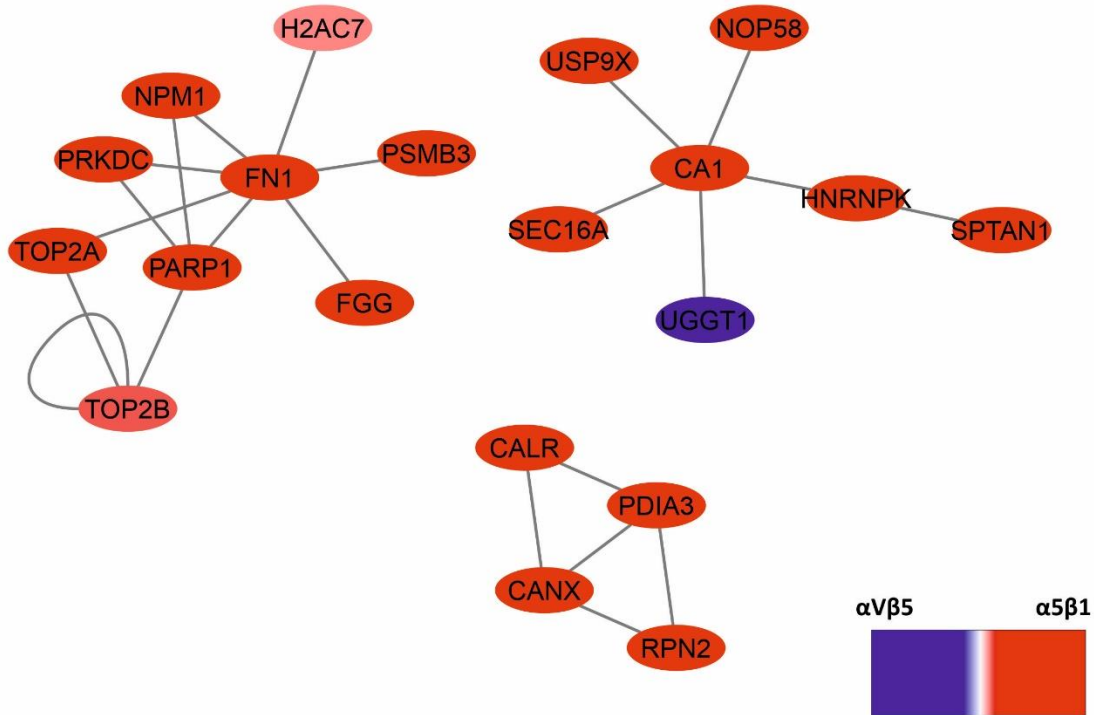 H2AC7
NOP58
USP9X
NPM1
PRKDC
PSMB3
FN1
CA1
HNRNPK
SEC16A
SPTAN1
TOP2A
PARP1
FGG
UGGT1
TOP2B
CALR
PDIA3
CANX
RPN2
αVβ5
α5β1